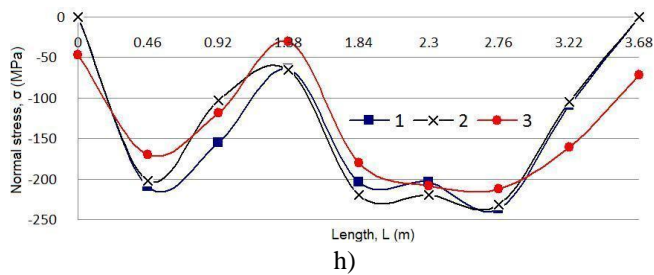 0
-50
-100
-150
-200
-250
Normal stress, σ (MPa)
0 0.46 0.92 1.38 1.84 2.3 2.76 3.22 3.68
1 2 3
Length, L (m)
h)